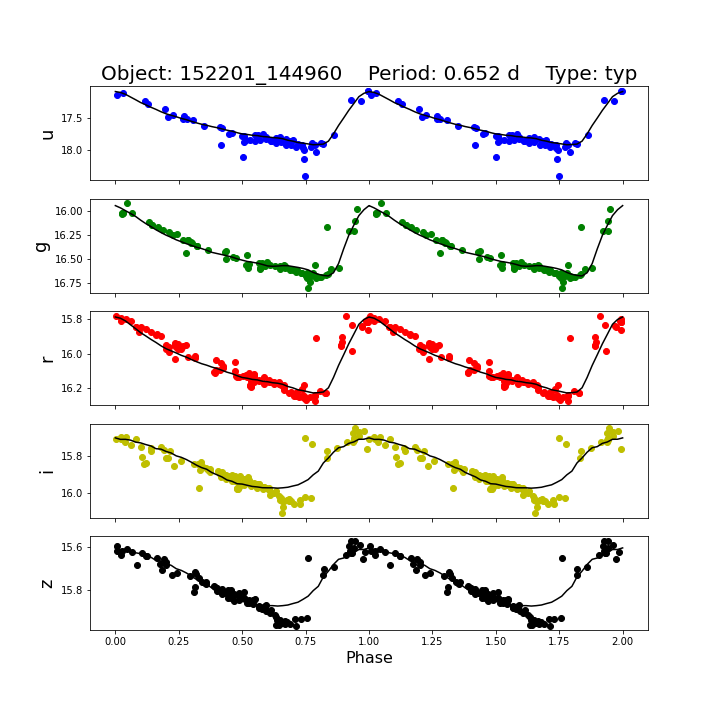 Object: 152201_144960    Period: 0.652 d    Type: typ
u
17.5
18.0
g
16.00
16.25
16.50
16.75
r
15.8
16.0
16.2
i
15.8
16.0
z
15.6
15.8
0.00 0.25 0.50 0.75 1.00 1.25 1.50 1.75 2.00
Phase